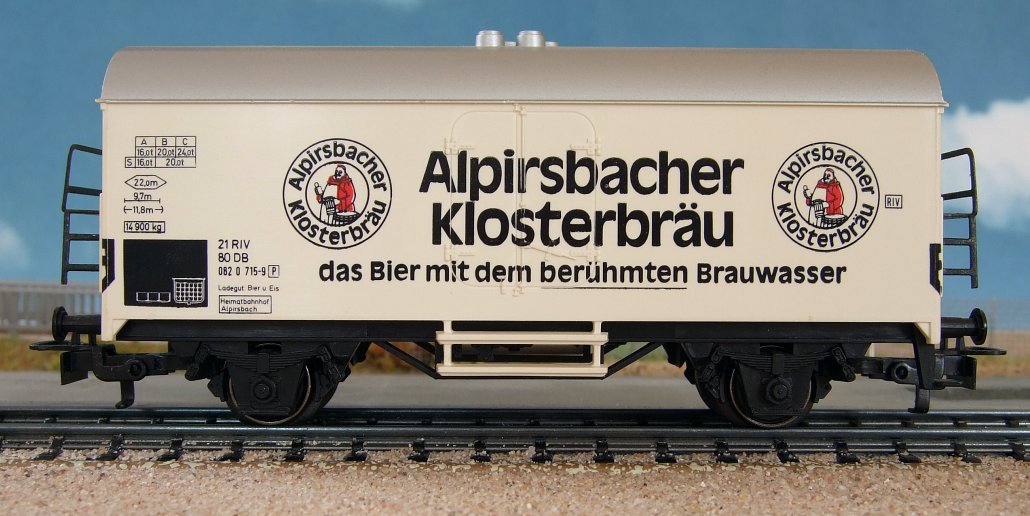 A B C
16,0t 20,0t 24,0t
S 16,0t 20,0t
22,0m
9,7m
11,8m
14 900 kg
21 RIV
80 DB
082 0 715-9 P
Ladegut Bier u. Eis
Heimatbahnhof
Alpirsbach
Alpirsbacher
Klosterbräu
Alpirsbacher
Klosterbräu
das Bier mit dem berühmten Brauwasser
Alpirsbacher
Klosterbräu
RIV